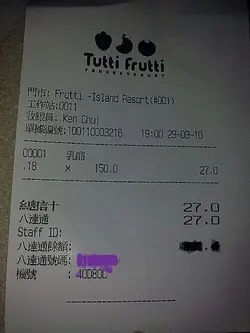 Tutti Frutti
FROZEN YOGURT
門市: Frutti -Island Resort(#001)
工作站:0011
收銀員: Ken Chui
單據編號:100110003216 19:00 29-09-10
00001 乳酪
.18 x 150.0 27.0
總結十 27.0
八達通 27.0
Staff ID:
八達通餘額:
八達通號碼:
機號 : 40D80C